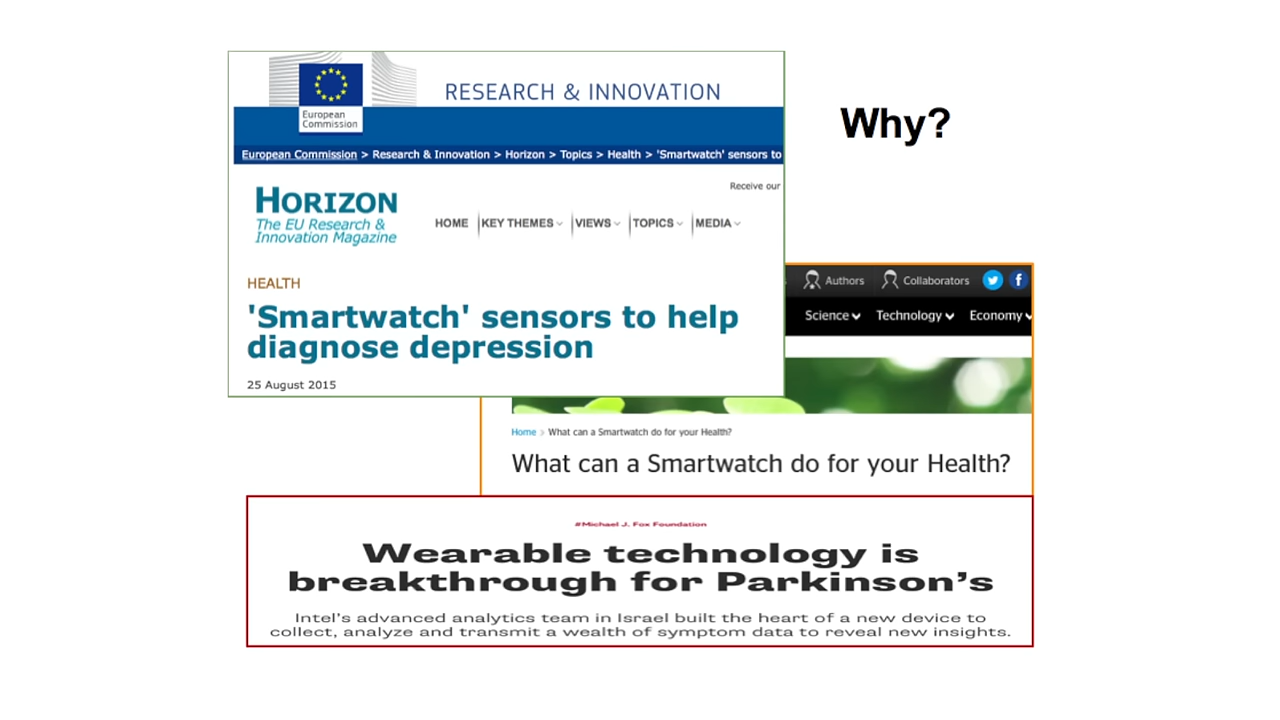 RESEARCH & INNOVATION
European
Commission
European Commission > Research & Innovation > Horizon > Topics > Health > 'Smartwatch' sensors to
Receive our
HORIZON
The EU Research &
Innovation Magazine
HOME KEY THEMES VIEWS TOPICS MEDIA
HEALTH
'Smartwatch' sensors to help
diagnose depression
25 August 2015
Why?
Authors Collaborators
Science Technology Economy
Home > What can a Smartwatch do for your Health?
What can a Smartwatch do for your Health?
#Michael J. Fox Foundation
Wearable technology is
breakthrough for Parkinson’s
Intel’s advanced analytics team in Israel built the heart of a new device to
collect, analyze and transmit a wealth of symptom data to reveal new insights.